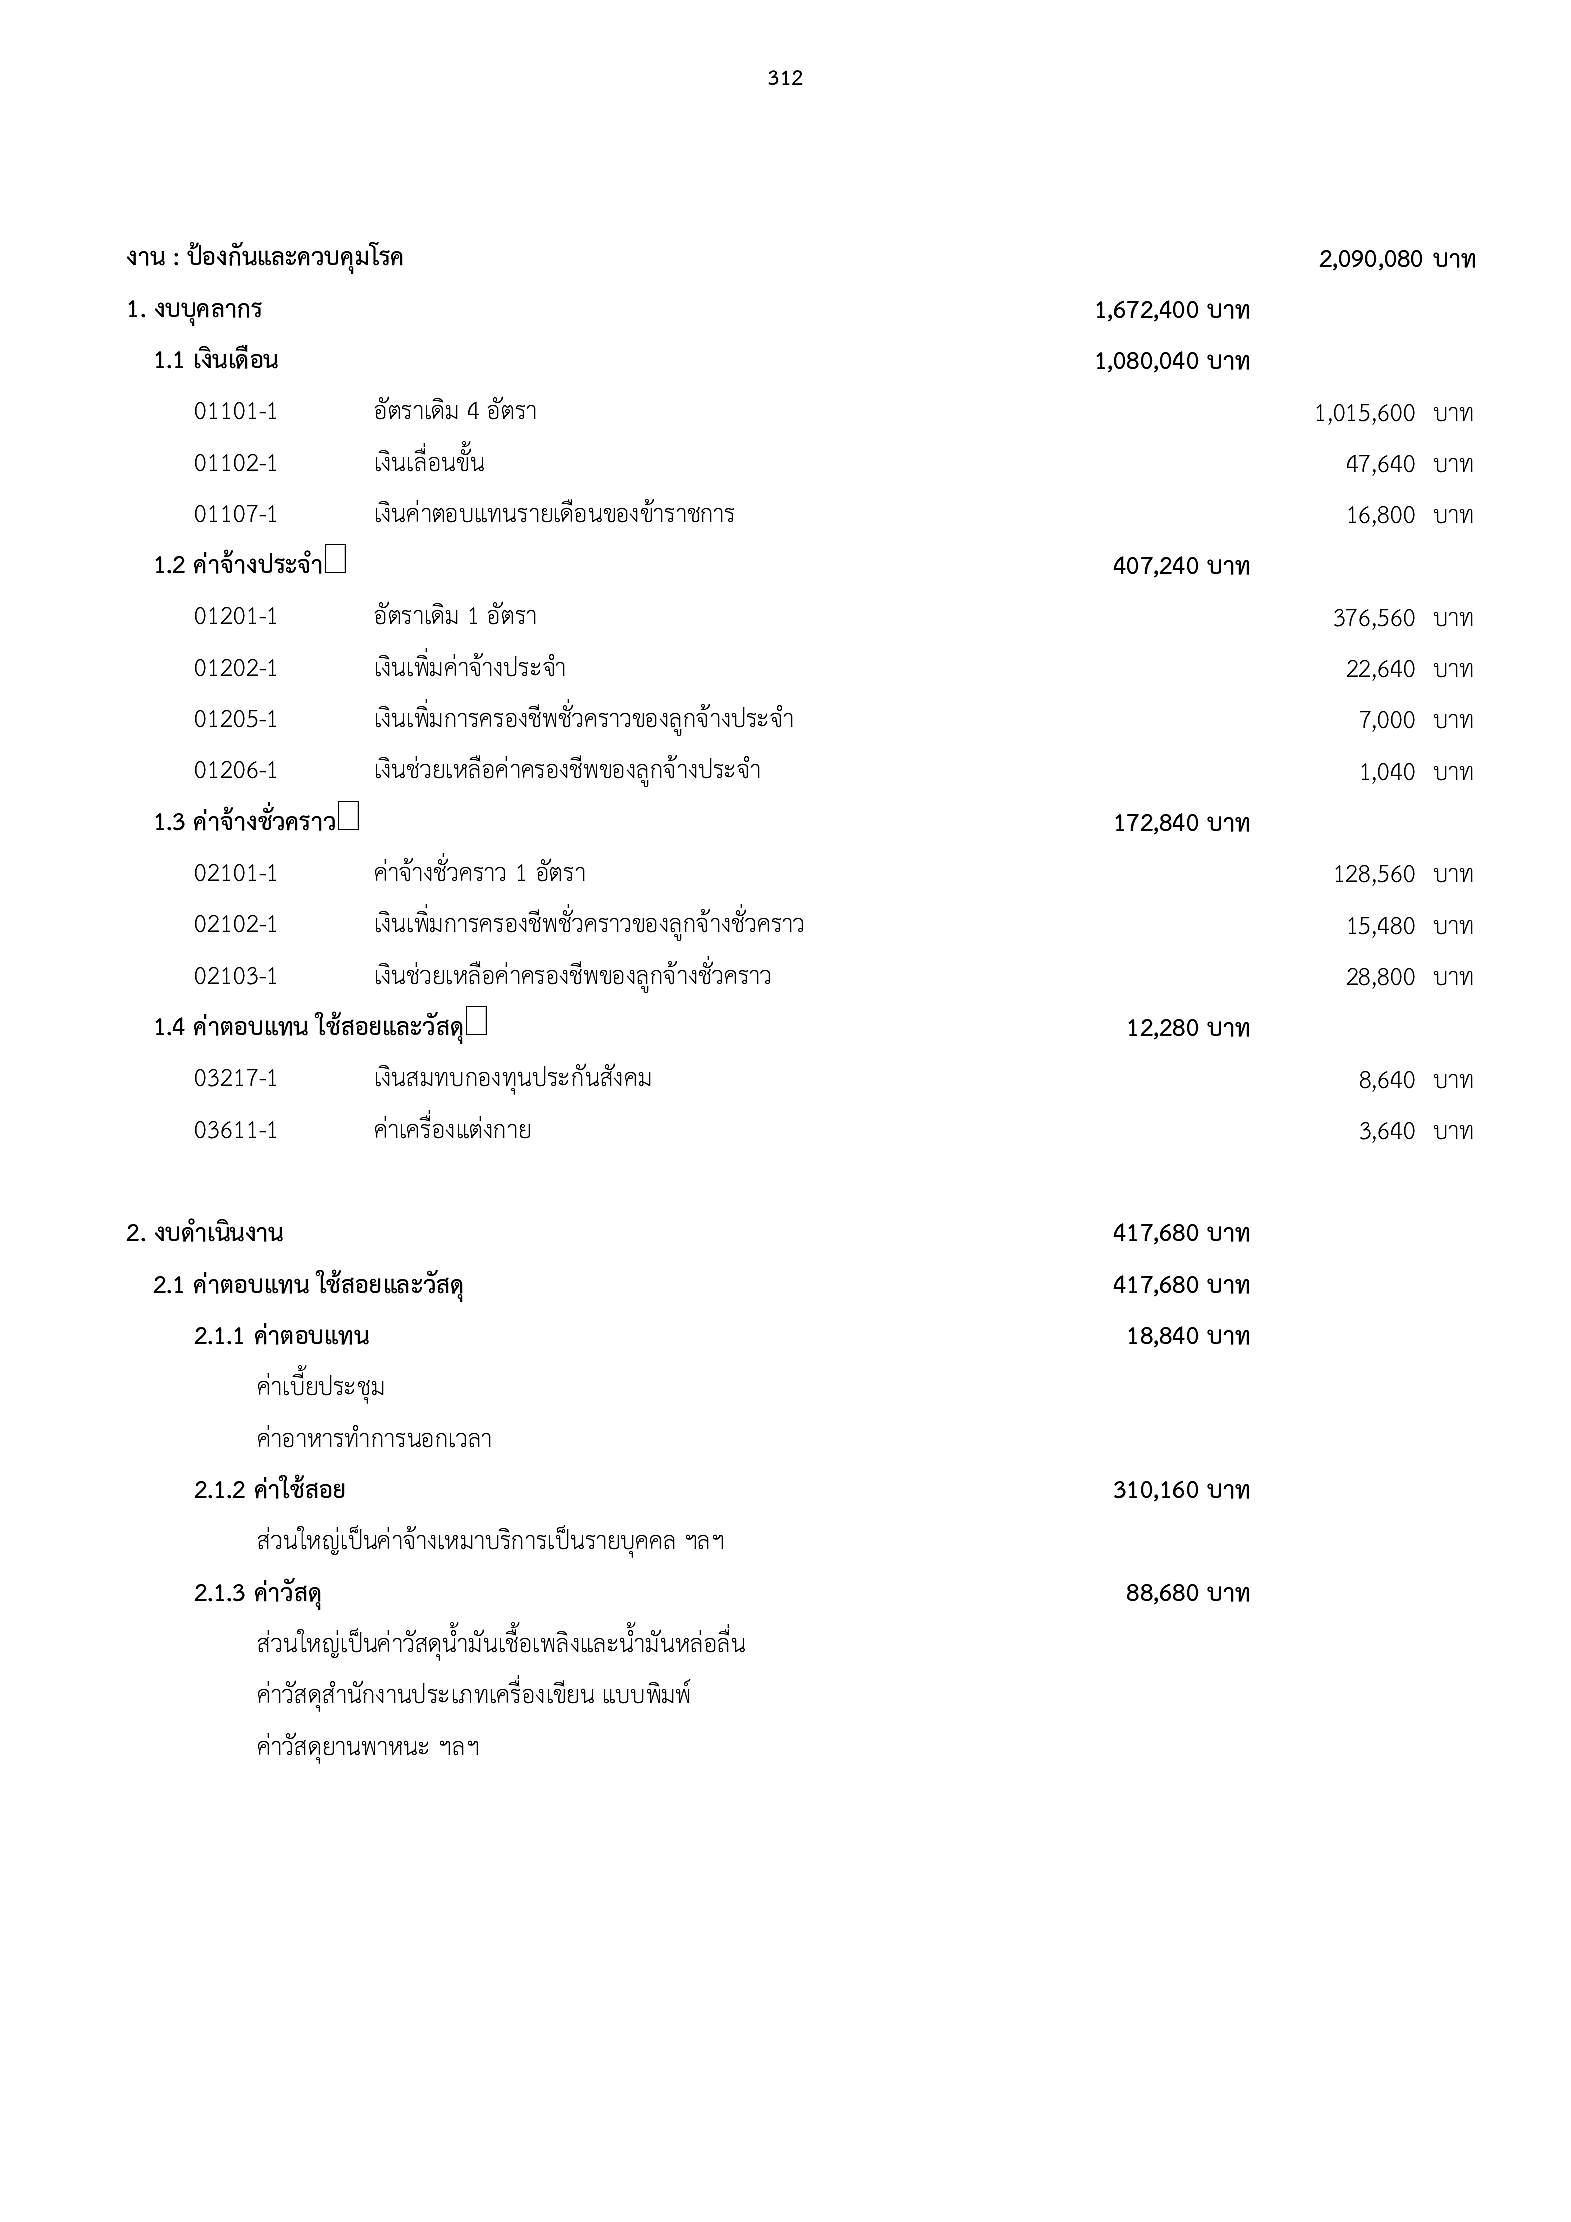 312
งาน : ป้องกันและควบคุมโรค 2,090,080 บาท
1. งบบุคลากร 1,672,400 บาท
1.1 เงินเดือน 1,080,040 บาท
01101-1 อัตราเดิม 4 อัตรา 1,015,600 บาท
01102-1 เงินเลื่อนขั้น 47,640 บาท
01107-1 เงินค่าตอบแทนรายเดือนของข้าราชการ 16,800 บาท
1.2 ค่าจ้างประจำ 407,240 บาท
01201-1 อัตราเดิม 1 อัตรา 376,560 บาท
01202-1 เงินเพิ่มค่าจ้างประจำ 22,640 บาท
01205-1 เงินเพิ่มการครองชีพชั่วคราวของลูกจ้างประจำ 7,000 บาท
01206-1 เงินช่วยเหลือค่าครองชีพของลูกจ้างประจำ 1,040 บาท
1.3 ค่าจ้างชั่วคราว 172,840 บาท
02101-1 ค่าจ้างชั่วคราว 1 อัตรา 128,560 บาท
02102-1 เงินเพิ่มการครองชีพชั่วคราวของลูกจ้างชั่วคราว 15,480 บาท
02103-1 เงินช่วยเหลือค่าครองชีพของลูกจ้างชั่วคราว 28,800 บาท
1.4 ค่าตอบแทน ใช้สอยและวัสดุ 12,280 บาท
03217-1 เงินสมทบกองทุนประกันสังคม 8,640 บาท
03611-1 ค่าเครื่องแต่งกาย 3,640 บาท
2. งบดำเนินงาน 417,680 บาท
2.1 ค่าตอบแทน ใช้สอยและวัสดุ 417,680 บาท
2.1.1 ค่าตอบแทน 18,840 บาท
ค่าเบี้ยประชุม
ค่าอาหารทำการนอกเวลา
2.1.2 ค่าใช้สอย 310,160 บาท
ส่วนใหญ่เป็นค่าจ้างเหมาบริการเป็นรายบุคคล ฯลฯ
2.1.3 ค่าวัสดุ 88,680 บาท
ส่วนใหญ่เป็นค่าวัสดุน้ำมันเชื้อเพลิงและน้ำมันหล่อลื่น
ค่าวัสดุสำนักงานประเภทเครื่องเขียน แบบพิมพ์
ค่าวัสดุยานพาหนะ ฯลฯ